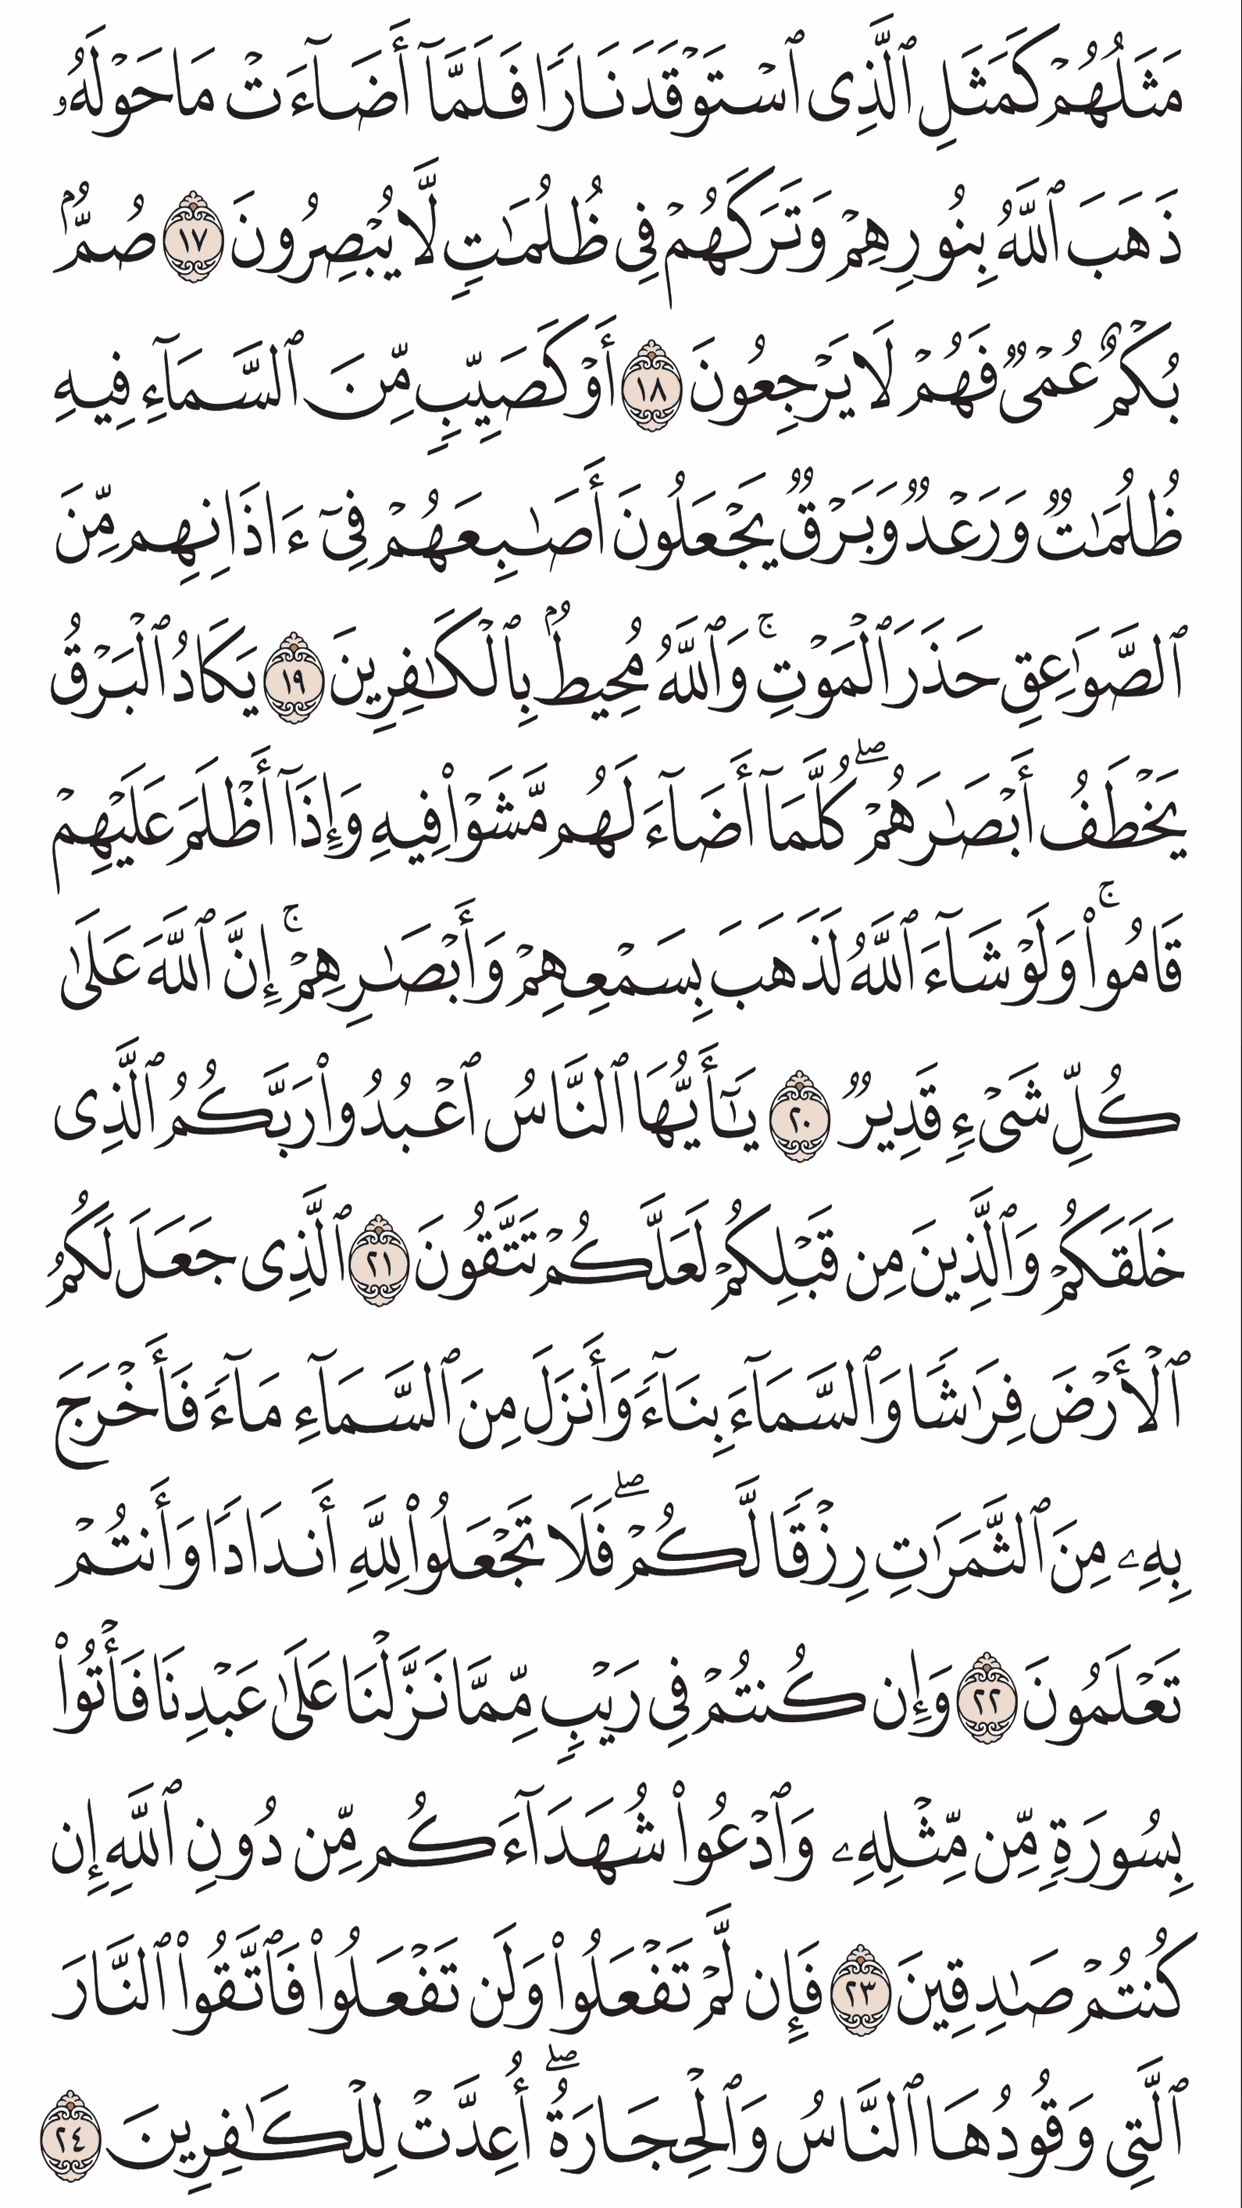 مَثَلُهُمْ كَمَثَلِ ٱلَّذِى ٱسْتَوْقَدَ نَارًا فَلَمَّآ أَضَآءَتْ مَا حَوْلَهُۥ
ذَهَبَ ٱللَّهُ بِنُورِهِمْ وَتَرَكَهُمْ فِى ظُلُمَٰتٍ لَّا يُبْصِرُونَ ١٧ صُمٌّۢ
بُكْمٌ عُمْىٌ فَهُمْ لَا يَرْجِعُونَ ١٨ أَوْ كَصَيِّبٍ مِّنَ ٱلسَّمَآءِ فِيهِ
ظُلُمَٰتٌ وَرَعْدٌ وَبَرْقٌ يَجْعَلُونَ أَصَٰبِعَهُمْ فِىٓ ءَاذَانِهِم مِّنَ
ٱلصَّوَٰعِقِ حَذَرَ ٱلْمَوْتِ ۚ وَٱللَّهُ مُحِيطٌۢ بِٱلْكَٰفِرِينَ ١٩ يَكَادُ ٱلْبَرْقُ
يَخْطَفُ أَبْصَٰرَهُمْ ۖ كُلَّمَآ أَضَآءَ لَهُم مَّشَوْا۟ فِيهِ وَإِذَآ أَظْلَمَ عَلَيْهِمْ
قَامُوا۟ ۚ وَلَوْ شَآءَ ٱللَّهُ لَذَهَبَ بِسَمْعِهِمْ وَأَبْصَٰرِهِمْ ۚ إِنَّ ٱللَّهَ عَلَىٰ
كُلِّ شَىْءٍ قَدِيرٌ ٢٠ يَٰٓأَيُّهَا ٱلنَّاسُ ٱعْبُدُوا۟ رَبَّكُمُ ٱلَّذِى
خَلَقَكُمْ وَٱلَّذِينَ مِن قَبْلِكُمْ لَعَلَّكُمْ تَتَّقُونَ ٢١ ٱلَّذِى جَعَلَ لَكُمُ
ٱلْأَرْضَ فِرَٰشًا وَٱلسَّمَآءَ بِنَآءً وَأَنزَلَ مِنَ ٱلسَّمَآءِ مَآءً فَأَخْرَجَ
بِهِۦ مِنَ ٱلثَّمَرَٰتِ رِزْقًا لَّكُمْ ۖ فَلَا تَجْعَلُوا۟ لِلَّهِ أَندَادًا وَأَنتُمْ
تَعْلَمُونَ ٢٢ وَإِن كُنتُمْ فِى رَيْبٍ مِّمَّا نَزَّلْنَا عَلَىٰ عَبْدِنَا فَأْتُوا۟
بِسُورَةٍ مِّن مِّثْلِهِۦ وَٱدْعُوا۟ شُهَدَآءَكُم مِّن دُونِ ٱللَّهِ إِن
كُنتُمْ صَٰدِقِينَ ٢٣ فَإِن لَّمْ تَفْعَلُوا۟ وَلَن تَفْعَلُوا۟ فَٱتَّقُوا۟ ٱلنَّارَ
ٱلَّتِى وَقُودُهَا ٱلنَّاسُ وَٱلْحِجَارَةُ ۖ أُعِدَّتْ لِلْكَٰفِرِينَ ٢٤